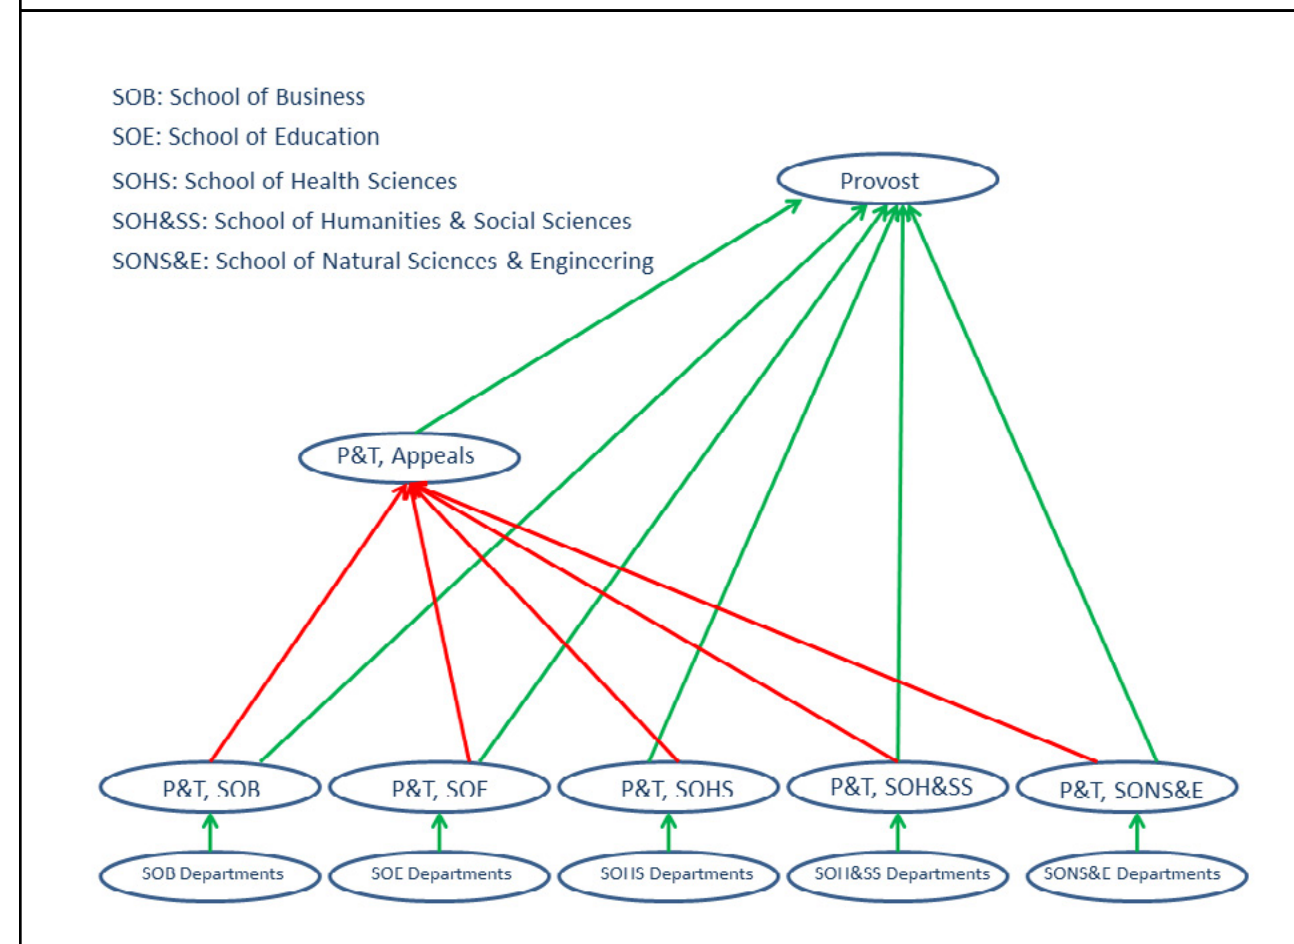 SOB: School of Business
SOE: School of Education
SOHS: School of Health Sciences
SOH&SS: School of Humanities & Social Sciences
SONS&E: School of Natural Sciences & Engineering
Provost
P&T, Appeals
P&T, SOB
P&T, SOE
P&T, SOHS
P&T, SOH&SS
P&T, SONS&E
SOB Departments
SOE Departments
SOHS Departments
SOH&SS Departments
SONS&E Departments